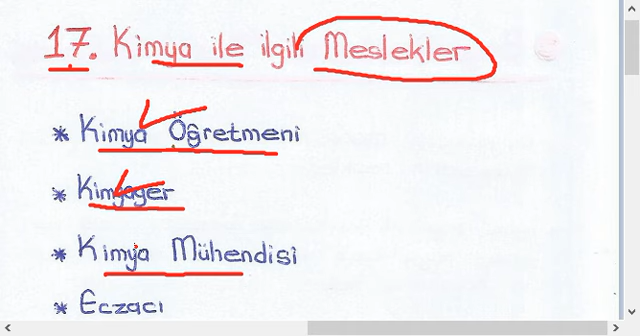 17. Kimya ile ilgili Meslekler
* Kimya Öğretmeni
* Kimyager
* Kimya Mühendisi
* Eczacı